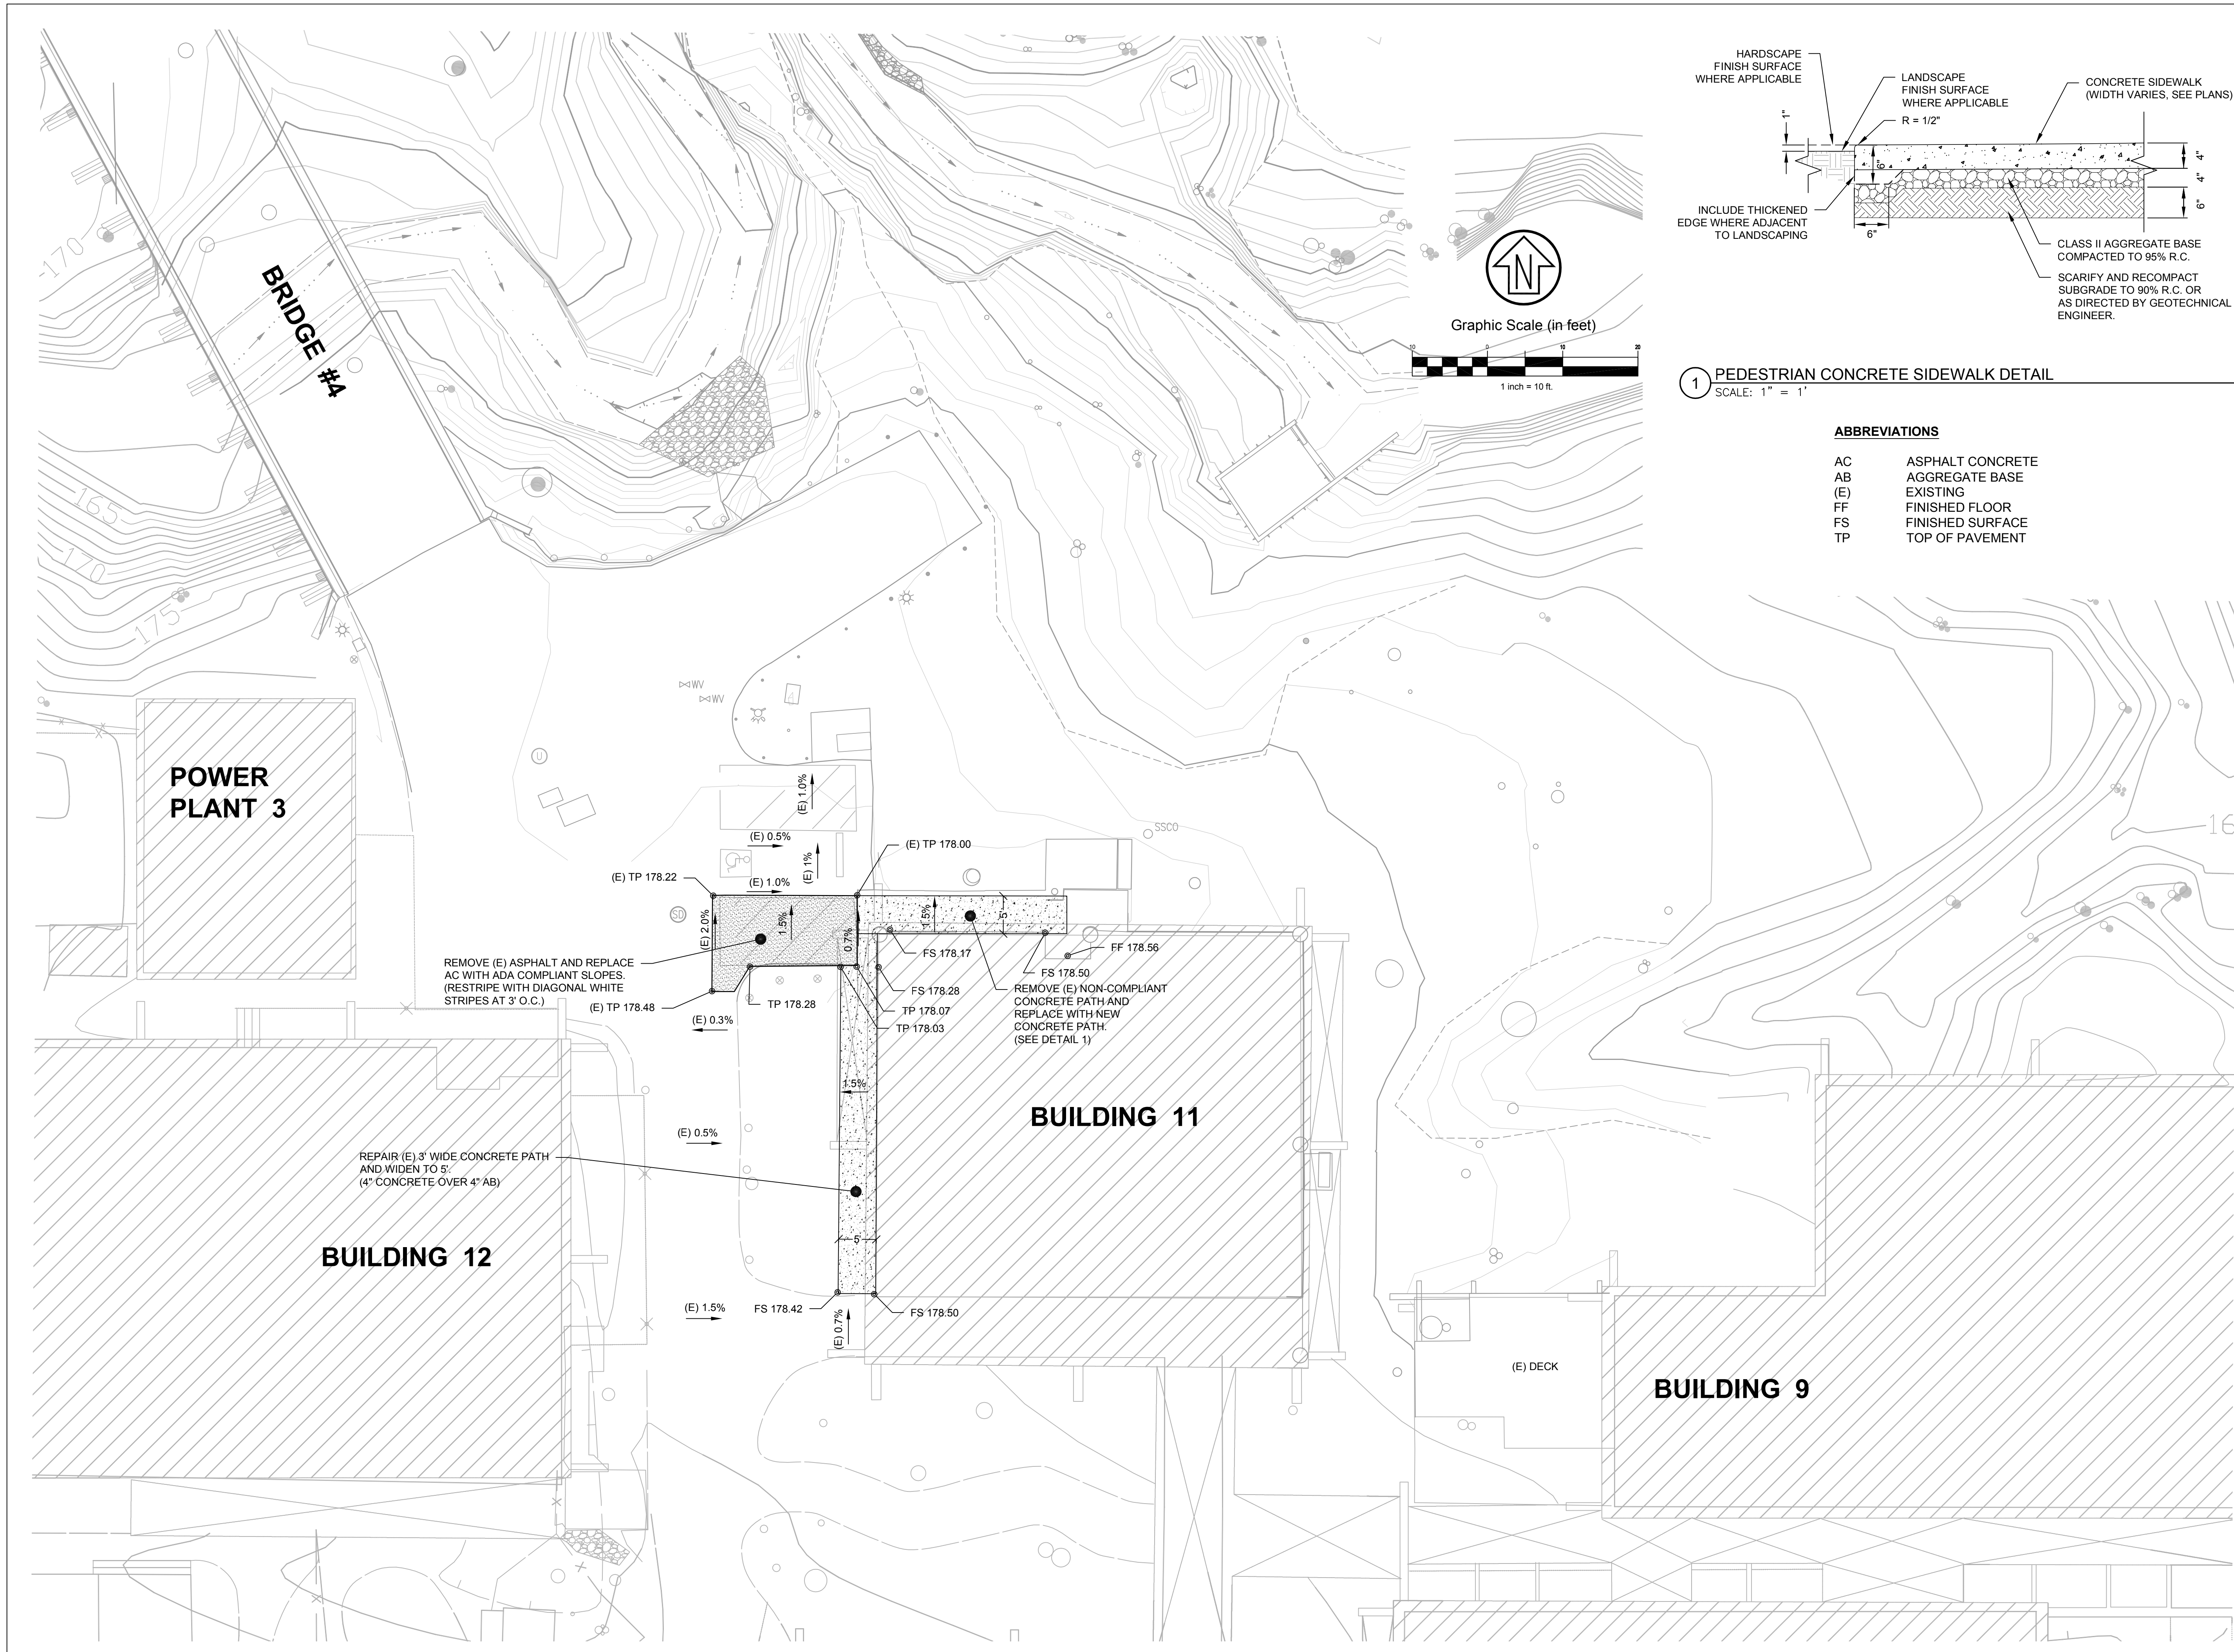 HARDSCAPE
FINISH SURFACE
WHERE APPLICABLE
LANDSCAPE
FINISH SURFACE
WHERE APPLICABLE
R = 1/2"
CONCRETE SIDEWALK
(WIDTH VARIES, SEE PLANS)
1"
6"
4"
4"
6"
6"
INCLUDE THICKENED
EDGE WHERE ADJACENT
TO LANDSCAPING
CLASS II AGGREGATE BASE
COMPACTED TO 95% R.C.
SCARIFY AND RECOMPACT
SUBGRADE TO 90% R.C. OR
AS DIRECTED BY GEOTECHNICAL
ENGINEER.
1 PEDESTRIAN CONCRETE SIDEWALK DETAIL
SCALE: 1" = 1'
ABBREVIATIONS
AC ASPHALT CONCRETE
AB AGGREGATE BASE
(E) EXISTING
FF FINISHED FLOOR
FS FINISHED SURFACE
TP TOP OF PAVEMENT
N
Graphic Scale (in feet)
10 0 10 20
1 inch = 10 ft.
170
BRIDGE #4
165
170
175
WV
WV
POWER
PLANT 3
U
(E) 1.0%
(E) 0.5%
(E) 1%
SSCO
16
(E) TP 178.00
(E) TP 178.22
(E) 1.0%
SD
(E) 2.0%
1.5%
0.7%
1.5%
5'
FS 178.17
FF 178.56
FS 178.50
REMOVE (E) ASPHALT AND REPLACE
AC WITH ADA COMPLIANT SLOPES.
(RESTRIPE WITH DIAGONAL WHITE
STRIPES AT 3' O.C.)
(E) TP 178.48
TP 178.28
FS 178.28
TP 178.07
TP 178.03
REMOVE (E) NON-COMPLIANT
CONCRETE PATH AND
REPLACE WITH NEW
CONCRETE PATH.
(SEE DETAIL 1)
(E) 0.3%
1.5%
BUILDING 11
(E) 0.5%
REPAIR (E) 3' WIDE CONCRETE PATH
AND WIDEN TO 5'.
(4" CONCRETE OVER 4" AB)
5'
BUILDING 12
(E) 1.5%
FS 178.42
FS 178.50
(E) 0.7%
(E) DECK
BUILDING 9